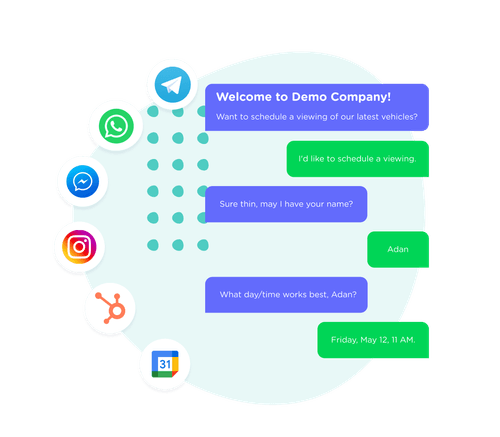 Welcome to Demo Company!
Want to schedule a viewing of our latest vehicles?
I'd like to schedule a viewing.
Sure thin, may I have your name?
Adan
What day/time works best, Adan?
Friday, May 12, 11 AM.
31